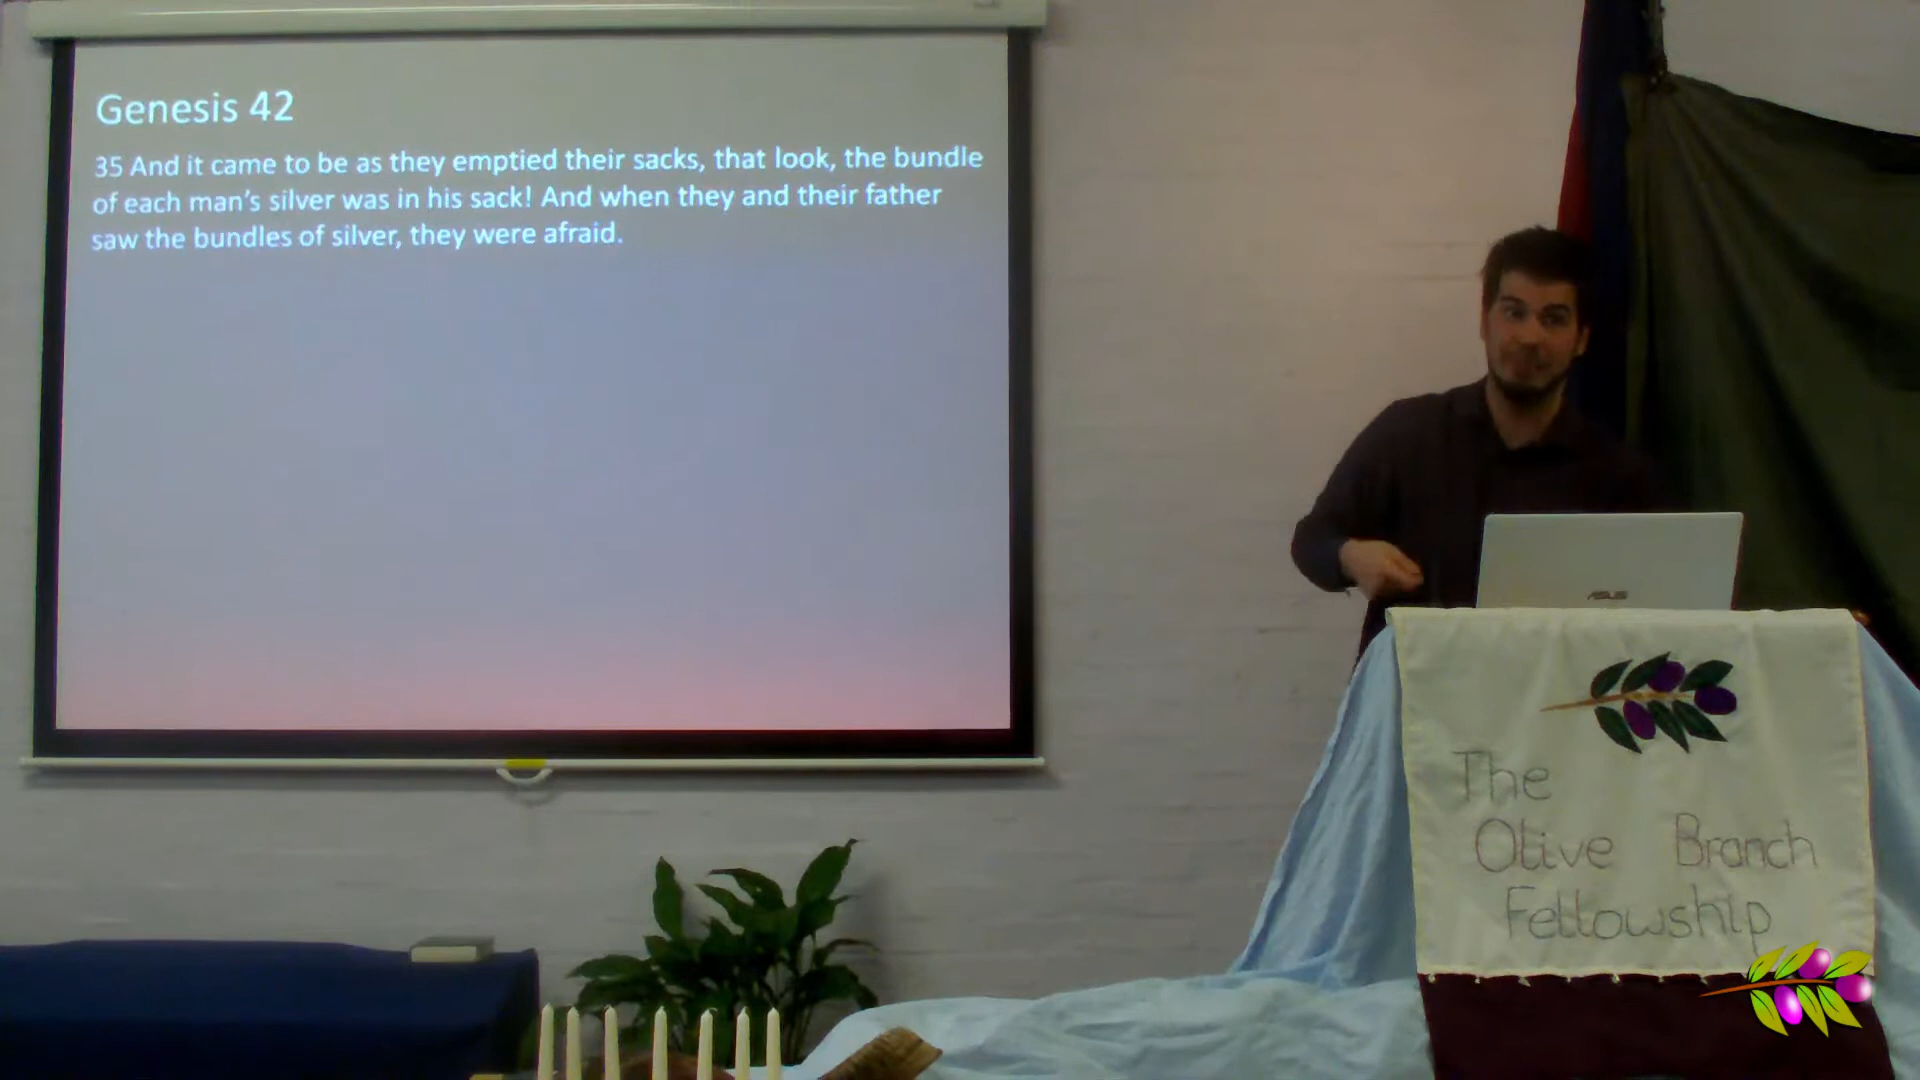 Genesis 42
35 And it came to be as they emptied their sacks, that look, the bundle
of each man's silver was in his sack! And when they and their father
saw the bundles of silver, they were afraid.
ASUS
The
Olive Branch
Fellowship